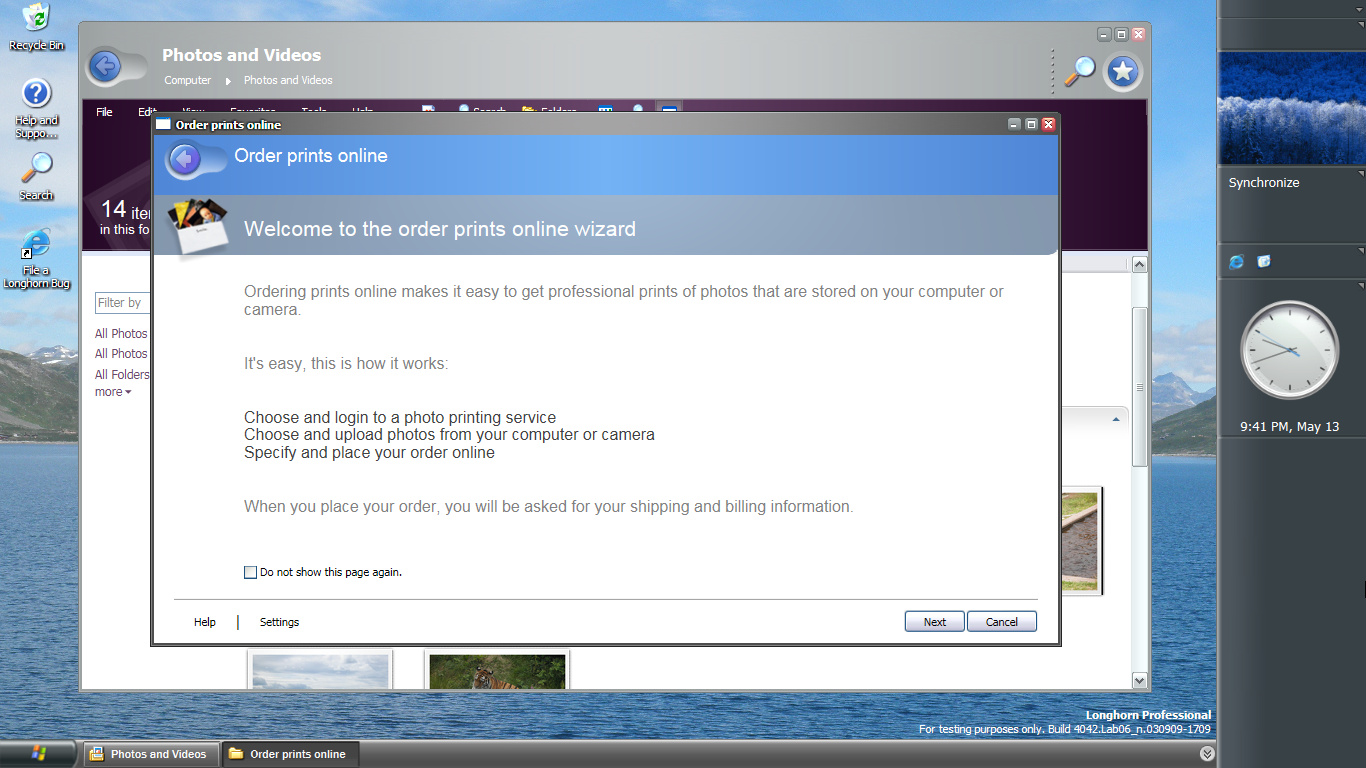 Recycle Bin
Help and
Suppo...
Search
File a
Longhorn Bug
Photos and Videos
Computer
Photos and Videos
File Edit View Favorites Tools Help Search Folders
Order prints online
Order prints online
14 iter
in this fo
Welcome to the order prints online wizard
Ordering prints online makes it easy to get professional prints of photos that are stored on your computer or
camera.
It's easy, this is how it works:
Choose and login to a photo printing service
Choose and upload photos from your computer or camera
Specify and place your order online
When you place your order, you will be asked for your shipping and billing information.
Do not show this page again.
Help | Settings
Next
Cancel
Filter by
All Photos
All Photos
All Folders
more
Synchronize
9:41 PM, May 13
Longhorn Professional
For testing purposes only. Build 4042.Lab06_n.030909-1709
Photos and Videos
Order prints online